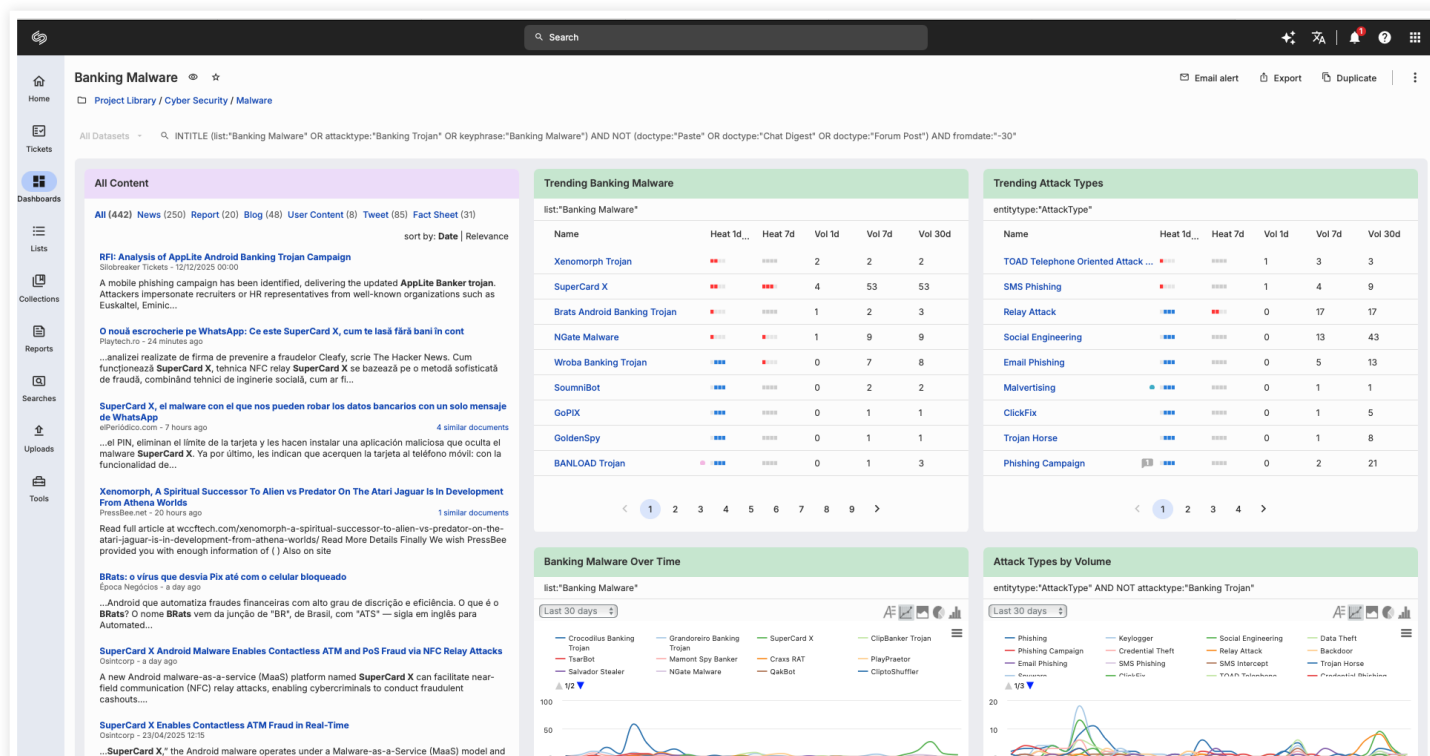 Search
1
Home
Tickets
Dashboards
Lists
Collections
Reports
Searches
Uploads
Tools
Banking Malware
Email alert Export Duplicate
Project Library / Cyber Security / Malware
All Datasets
INTITLE (list:"Banking Malware" OR attacktype:"Banking Trojan" OR keyphrase:"Banking Malware") AND NOT (doctype:"Paste" OR doctype:"Chat Digest" OR doctype:"Forum Post") AND fromdate:"-30"
All Content
All (442) News (250) Report (20) Blog (48) User Content (8) Tweet (85) Fact Sheet (31)
sort by: Date | Relevance
RFI: Analysis of AppLite Android Banking Trojan Campaign
Silobreaker Tickets - 12/12/2025 00:00
A mobile phishing campaign has been identified, delivering the updated AppLite Banker trojan.
Attackers impersonate recruiters or HR representatives from well-known organizations such as
Euskaltel, Eminic...
O nouă escrocherie pe WhatsApp: Ce este SuperCard X, cum te lasă fără bani în cont
Playtech.ro - 24 minutes ago
...analizei realizate de firma de prevenire a fraudelor Cleafy, scrie The Hacker News. Cum
funcționează SuperCard X, tehnica NFC relay SuperCard X se bazează pe o metodă sofisticată
de fraudă, combinând tehnici de inginerie socială, cum ar fi...
SuperCard X, el malware con el que nos pueden robar los datos bancarios con un solo mensaje
de WhatsApp
elPeriódico.com - 7 hours ago 4 similar documents
...el PIN, eliminan el límite de la tarjeta y les hacen instalar una aplicación maliciosa que oculta el
malware SuperCard X. Ya por último, les indican que acerquen la tarjeta al teléfono móvil: con la
funcionalidad de...
Xenomorph, A Spiritual Successor To Alien vs Predator On The Atari Jaguar Is In Development
From Athena Worlds
PressBee.net - 20 hours ago 1 similar documents
Read full article at wccftech.com/xenomorph-a-spiritual-successor-to-alien-vs-predator-on-the-
atari-jaguar-is-in-development-from-athena-worlds/ Read More Details Finally We wish PressBee
provided you with enough information of ( ) Also on site
BRats: o vírus que desvia Pix até com o celular bloqueado
Época Negócios - a day ago
...Android que automatiza fraudes financeiras com alto grau de discrição e eficiência. O que é o
BRats? O nome BRats vem da junção de "BR", de Brasil, com "ATS" — sigla em inglês para
Automated...
SuperCard X Android Malware Enables Contactless ATM and PoS Fraud via NFC Relay Attacks
Osintcorp - a day ago
A new Android malware-as-a-service (MaaS) platform named SuperCard X can facilitate near-
field communication (NFC) relay attacks, enabling cybercriminals to conduct fraudulent
cashouts....
SuperCard X Enables Contactless ATM Fraud in Real-Time
Osintcorp - 23/04/2025 12:15
...SuperCard X," the Android malware operates under a Malware-as-a-Service (MaaS) model and
Trending Banking Malware
list:"Banking Malware"
Name Heat 1d... Heat 7d Vol 1d Vol 7d Vol 30d
Xenomorph Trojan 2 2 2
SuperCard X 4 53 53
Brats Android Banking Trojan 1 2 3
NGate Malware 1 9 9
Wroba Banking Trojan 0 7 8
SoumniBot 0 2 2
GoPIX 0 1 1
GoldenSpy 0 1 1
BANLOAD Trojan 0 1 3
1 2 3 4 5 6 7 8 9
Trending Attack Types
entitytype:"AttackType"
Name Heat 1d... Heat 7d Vol 1d Vol 7d Vol 30d
TOAD Telephone Oriented Attack ... 1 3 3
SMS Phishing 1 4 9
Relay Attack 0 17 17
Social Engineering 0 13 43
Email Phishing 0 5 13
Malvertising 0 1 1
ClickFix 0 1 5
Trojan Horse 0 1 8
Phishing Campaign 1 0 2 21
1 2 3 4
Banking Malware Over Time
list:"Banking Malware"
Last 30 days
Crocodilus Banking Trojan
Grandoreiro Banking Trojan
SuperCard X
ClipBanker Trojan
TsarBot
Mamont Spy Banker
Craxs RAT
PlayPraetor
Salvador Stealer
NGate Malware
QakBot
CliptoShuffler
1/2
100
50
Attack Types by Volume
entitytype:"AttackType" AND NOT attacktype:"Banking Trojan"
Last 30 days
Phishing Keylogger Social Engineering Data Theft
Phishing Campaign Credential Theft Relay Attack Backdoor
Email Phishing SMS Phishing SMS Intercept Trojan Horse
Spyware ClickFix TOAD Telephone Credential Phishing
1/3
20
10